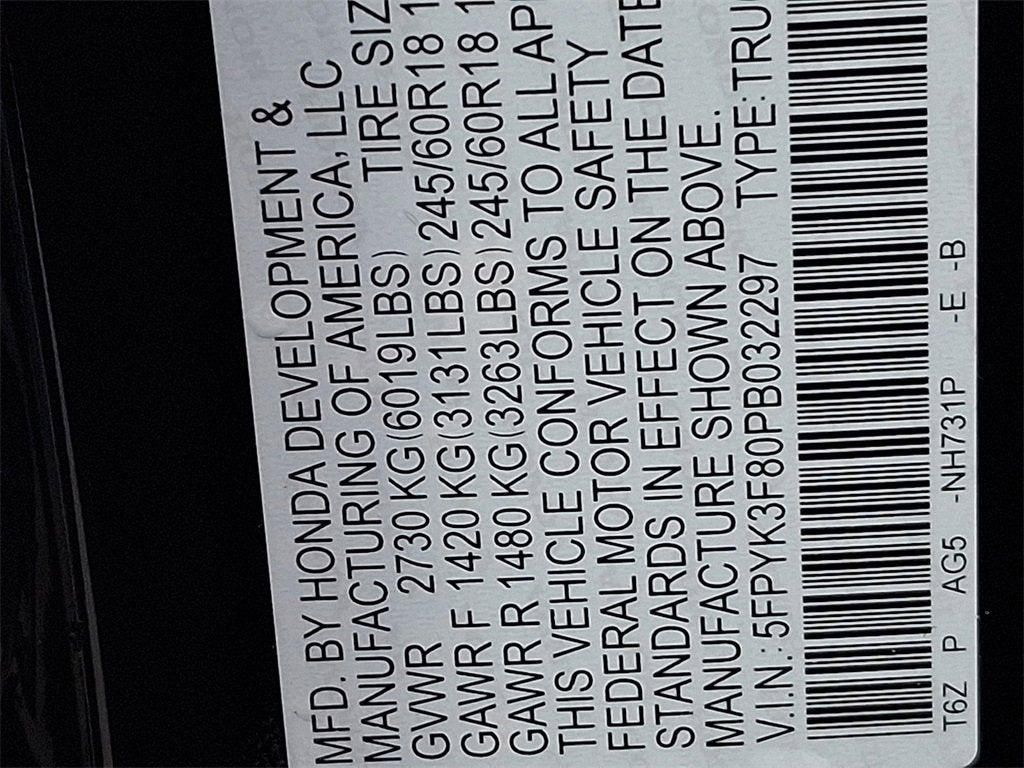 MFD. BY HONDA DEVELOPMENT &
MANUFACTURING OF AMERICA, LLC
GVWR 2730 KG(6019LBS) TIRE SIZ
GAWR F 1420 KG(3131LBS)245/60R18 1
GAWR R 1480 KG(3263LBS)245/60R18 1
THIS VEHICLE CONFORMS TO ALL AP
FEDERAL MOTOR VEHICLE SAFETY
STANDARDS IN EFFECT ON THE DATE
MANUFACTURE SHOWN ABOVE.
V.I.N.:5FPYK3F80PB032297 TYPE:TRU
T6Z P AG5 -NH731P -E -B